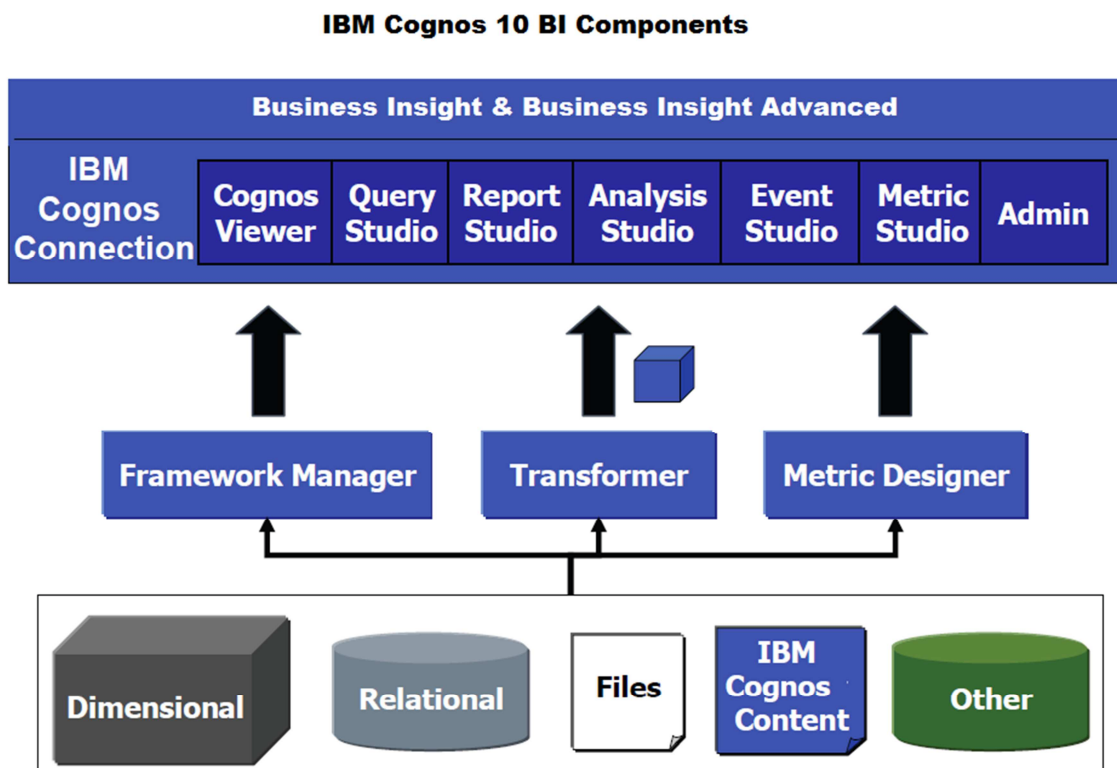 IBM Cognos 10 BI Components
Business Insight & Business Insight Advanced
IBM
Cognos
Connection
Cognos
Viewer
Query
Studio
Report
Studio
Analysis
Studio
Event
Studio
Metric
Studio
Admin
Framework Manager
Transformer
Metric Designer
Dimensional
Relational
Files
IBM
Cognos
Content
Other